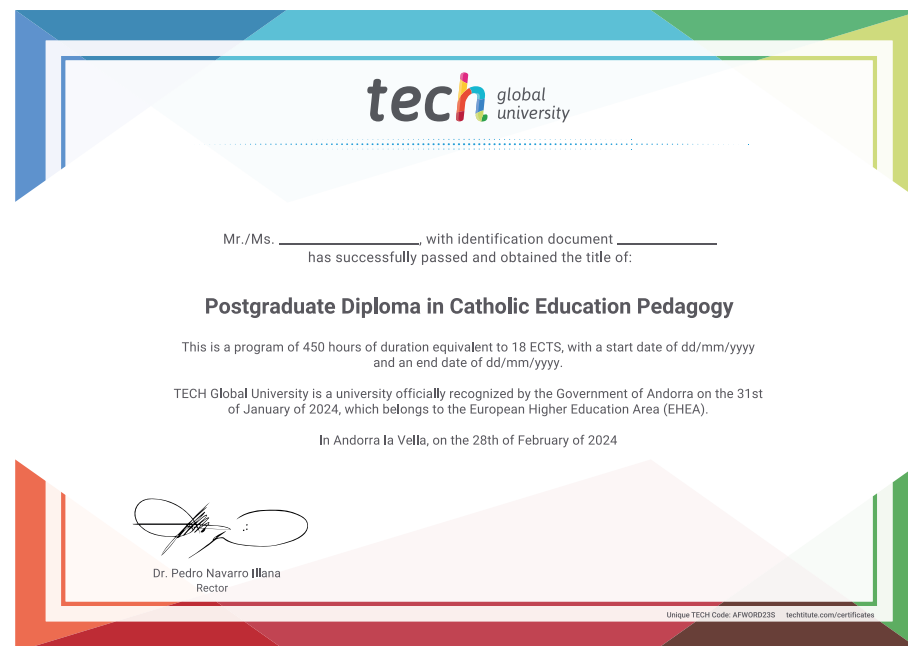 tech global university
Mr./Ms. ____________________, with identification document ______________
has successfully passed and obtained the title of:
Postgraduate Diploma in Catholic Education Pedagogy
This is a program of 450 hours of duration equivalent to 18 ECTS, with a start date of dd/mm/yyyy
and an end date of dd/mm/yyyy.
TECH Global University is a university officially recognized by the Government of Andorra on the 31st
of January of 2024, which belongs to the European Higher Education Area (EHEA).
In Andorra la Vella, on the 28th of February of 2024
Dr. Pedro Navarro Illana
Rector
Unique TECH Code: AFWORD23S techtitute.com/certificates